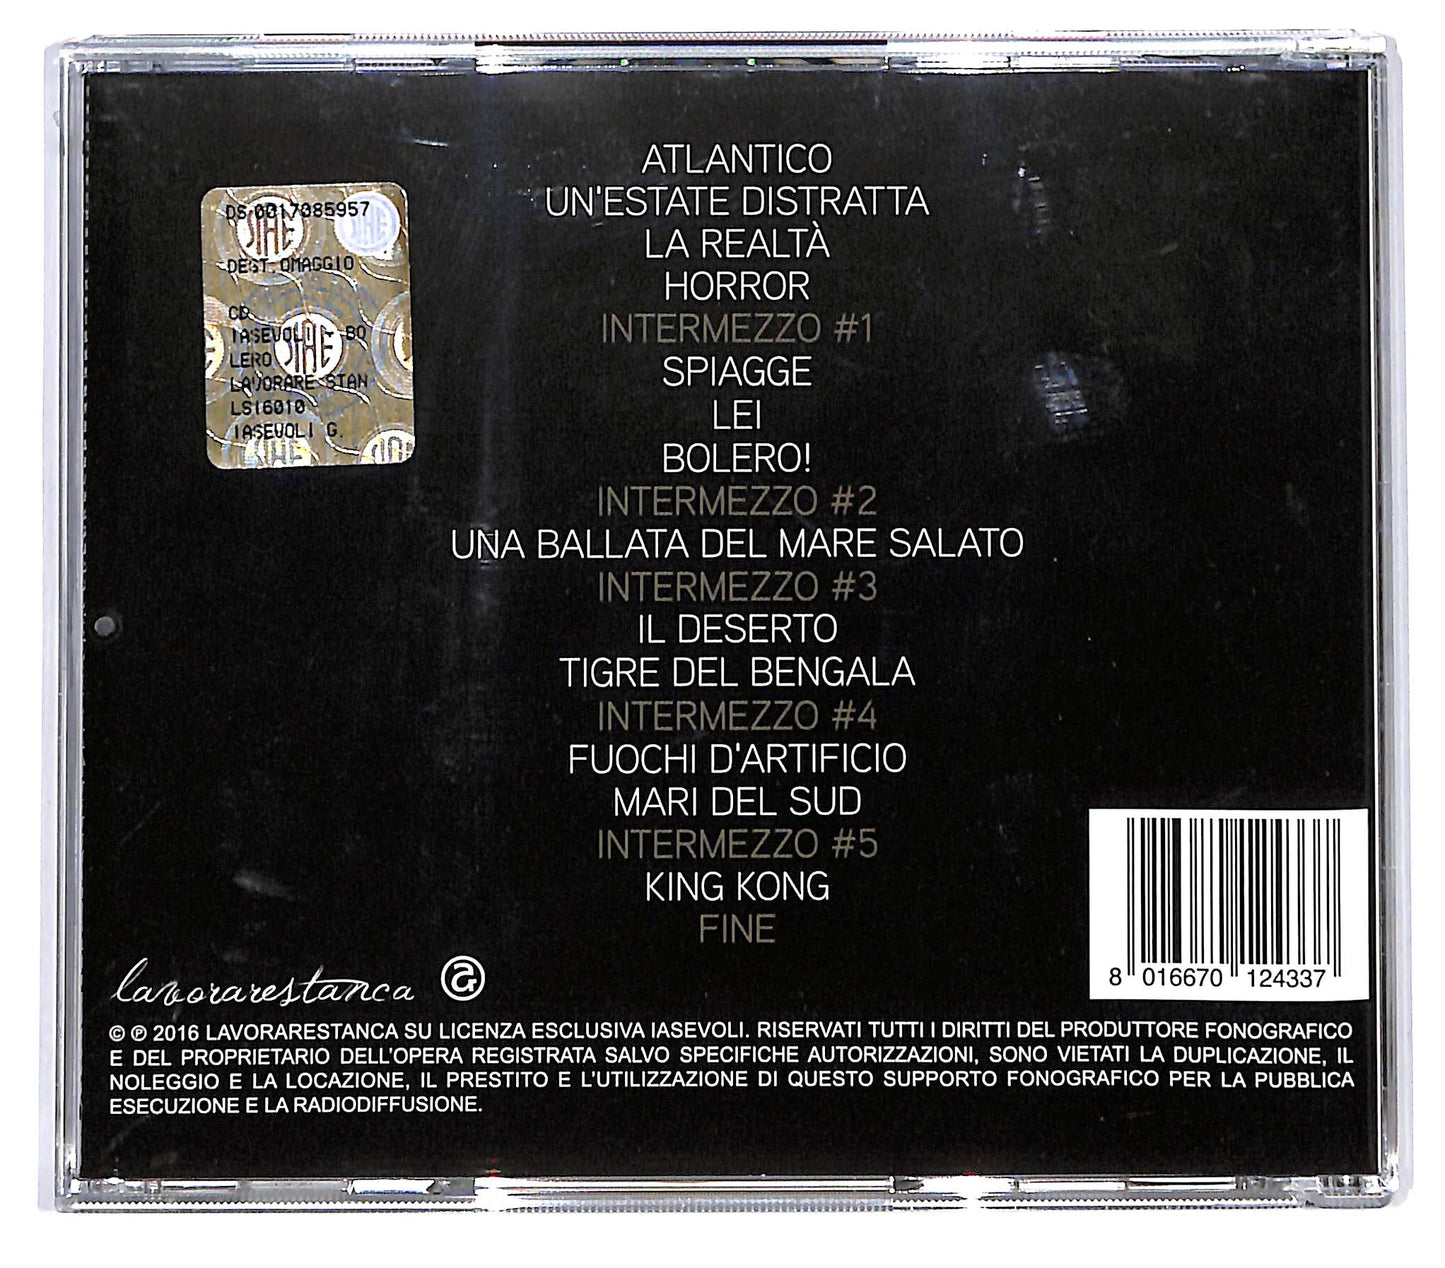 ATLANTICO
UN'ESTATE DISTRATTA
LA REALTÀ
HORROR
INTERMEZZO #1
SPIAGGE
LEI
BOLERO!
INTERMEZZO #2
UNA BALLATA DEL MARE SALATO
INTERMEZZO #3
IL DESERTO
TIGRE DEL BENGALA
INTERMEZZO #4
FUOCHI D'ARTIFICIO
MARI DEL SUD
INTERMEZZO #5
KING KONG
FINE
DS 0017085957
SIAE
DEST.OMAGGIO
CD
IASEVOLI - BO
LERO
LAVORARE STAN
LS16010
IASEVOLI G.
8 016670 124337
lavorarestanca
© ℗ 2016 LAVORARESTANCA SU LICENZA ESCLUSIVA IASEVOLI. RISERVATI TUTTI I DIRITTI DEL PRODUTTORE FONOGRAFICO
E DEL PROPRIETARIO DELL'OPERA REGISTRATA SALVO SPECIFICHE AUTORIZZAZIONI, SONO VIETATI LA DUPLICAZIONE, IL
NOLEGGIO E LA LOCAZIONE, IL PRESTITO E L'UTILIZZAZIONE DI QUESTO SUPPORTO FONOGRAFICO PER LA PUBBLICA
ESECUZIONE E LA RADIODIFFUSIONE.